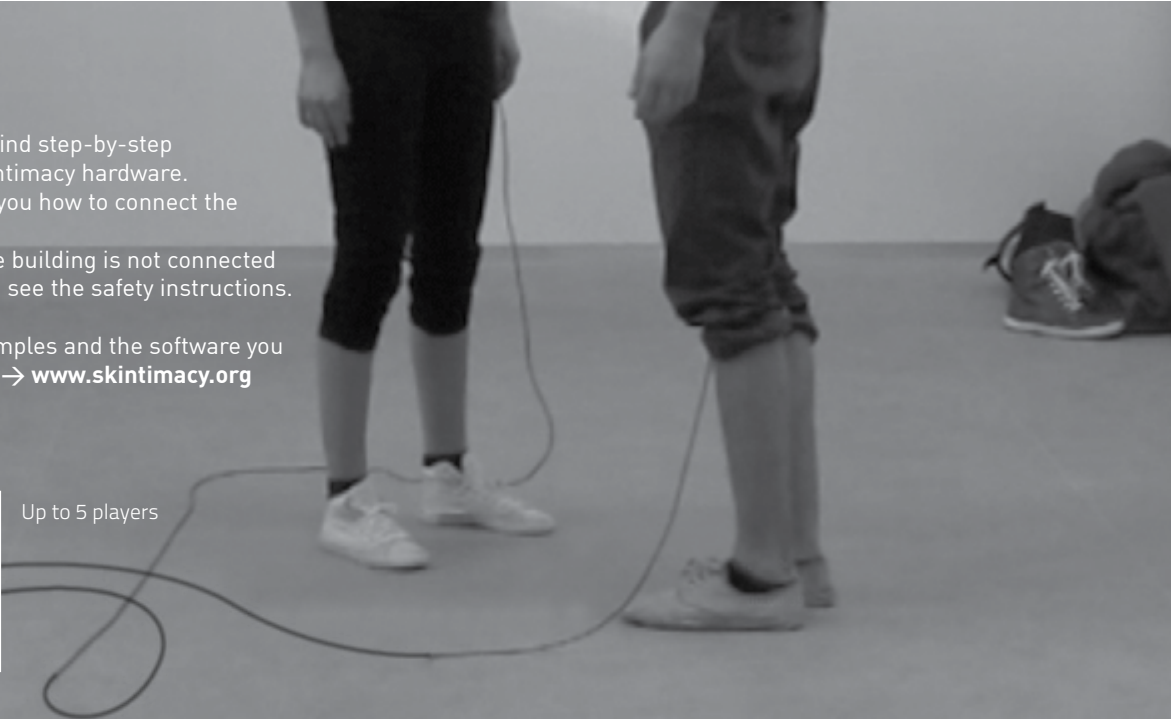 ind step-by-step
ntimacy hardware.
you how to connect the
e building is not connected
see the safety instructions.
mples and the software you
→ www.skintimacy.org
Up to 5 players